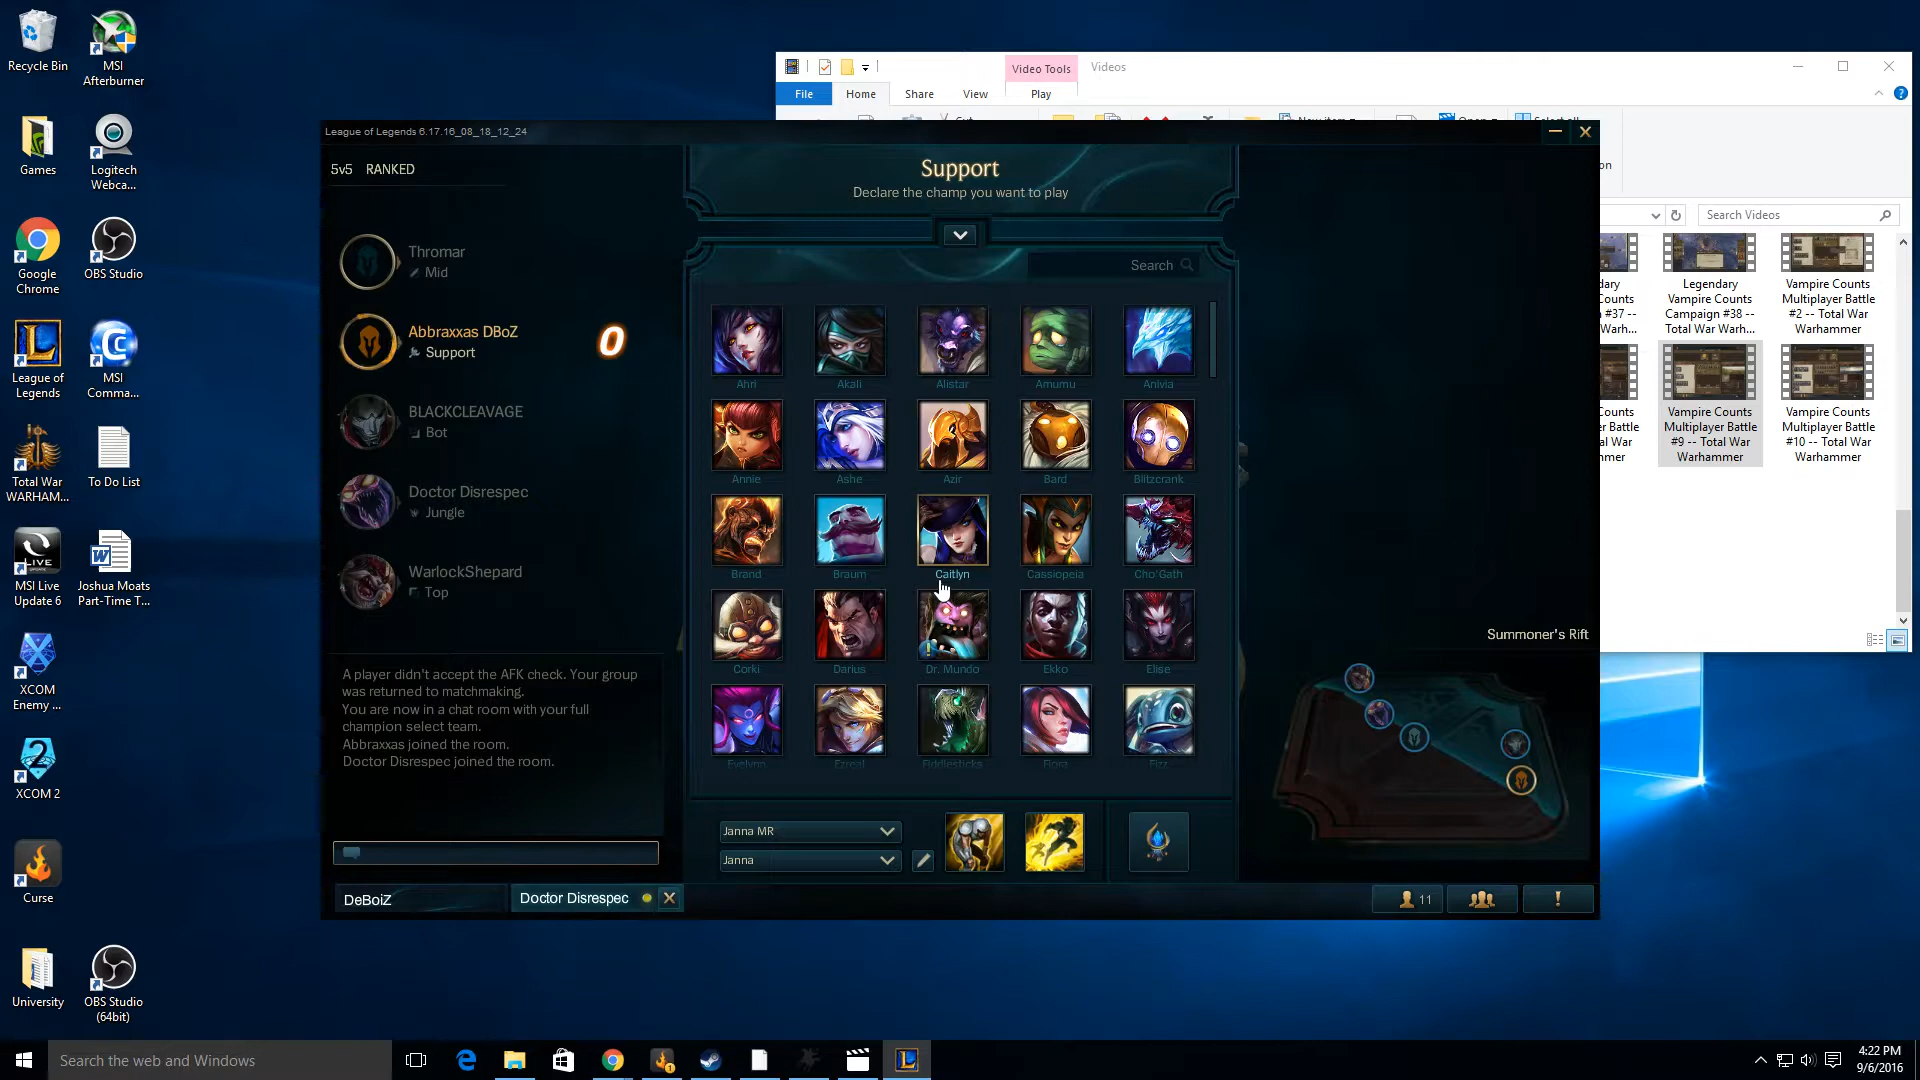 Recycle Bin
MSI
Afterburner
Games
Logitech
Webca...
Google
Chrome
OBS Studio
League of
Legends
MSI
Comma...
Total War
WARHAM...
To Do List
MSI Live
Update 6
Joshua Moats
Part-Time T...
XCOM
Enemy ...
XCOM 2
Curse
University
OBS Studio
(64bit)
Video Tools
Videos
File
Home
Share
View
Play
Search Videos
Legendary
Vampire Counts
Campaign #38 --
Total War Warh...
Vampire Counts
Multiplayer Battle
#2 -- Total War
Warhammer
Vampire Counts
Multiplayer Battle
#9 -- Total War
Warhammer
Vampire Counts
Multiplayer Battle
#10 -- Total War
Warhammer
League of Legends 6.17.16_08_18_12_24
5v5 RANKED
Support
Declare the champ you want to play
Search
Thromar
Mid
Abbraxxas DBoZ
Support
0
BLACKCLEAVAGE
Bot
Doctor Disrespec
Jungle
WarlockShepard
Top
Ahri
Akali
Alistar
Amumu
Anivia
Annie
Ashe
Azir
Bard
Blitzcrank
Brand
Braum
Caitlyn
Cassiopeia
Cho'Gath
Corki
Darius
Dr. Mundo
Ekko
Elise
Evelynn
Ezreal
Fiddlesticks
Fiora
Fizz
A player didn't accept the AFK check. Your group
was returned to matchmaking.
You are now in a chat room with your full
champion select team.
Abbraxxas joined the room.
Doctor Disrespec joined the room.
Summoner's Rift
Janna MR
Janna
DeBoiZ
Doctor Disrespec
11
Search the web and Windows
4:22 PM
9/6/2016